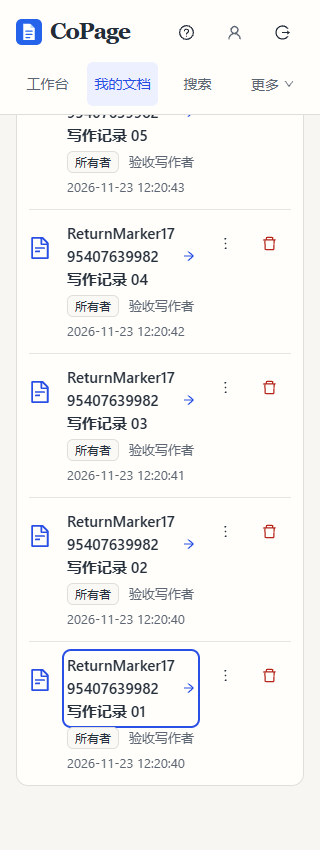 CoPage
工作台 我的文档 搜索 更多
95407639982
写作记录 05
所有者 验收写作者
2026-11-23 12:20:43
ReturnMarker17
95407639982
写作记录 04
所有者 验收写作者
2026-11-23 12:20:42
ReturnMarker17
95407639982
写作记录 03
所有者 验收写作者
2026-11-23 12:20:41
ReturnMarker17
95407639982
写作记录 02
所有者 验收写作者
2026-11-23 12:20:40
ReturnMarker17
95407639982
写作记录 01
所有者 验收写作者
2026-11-23 12:20:40